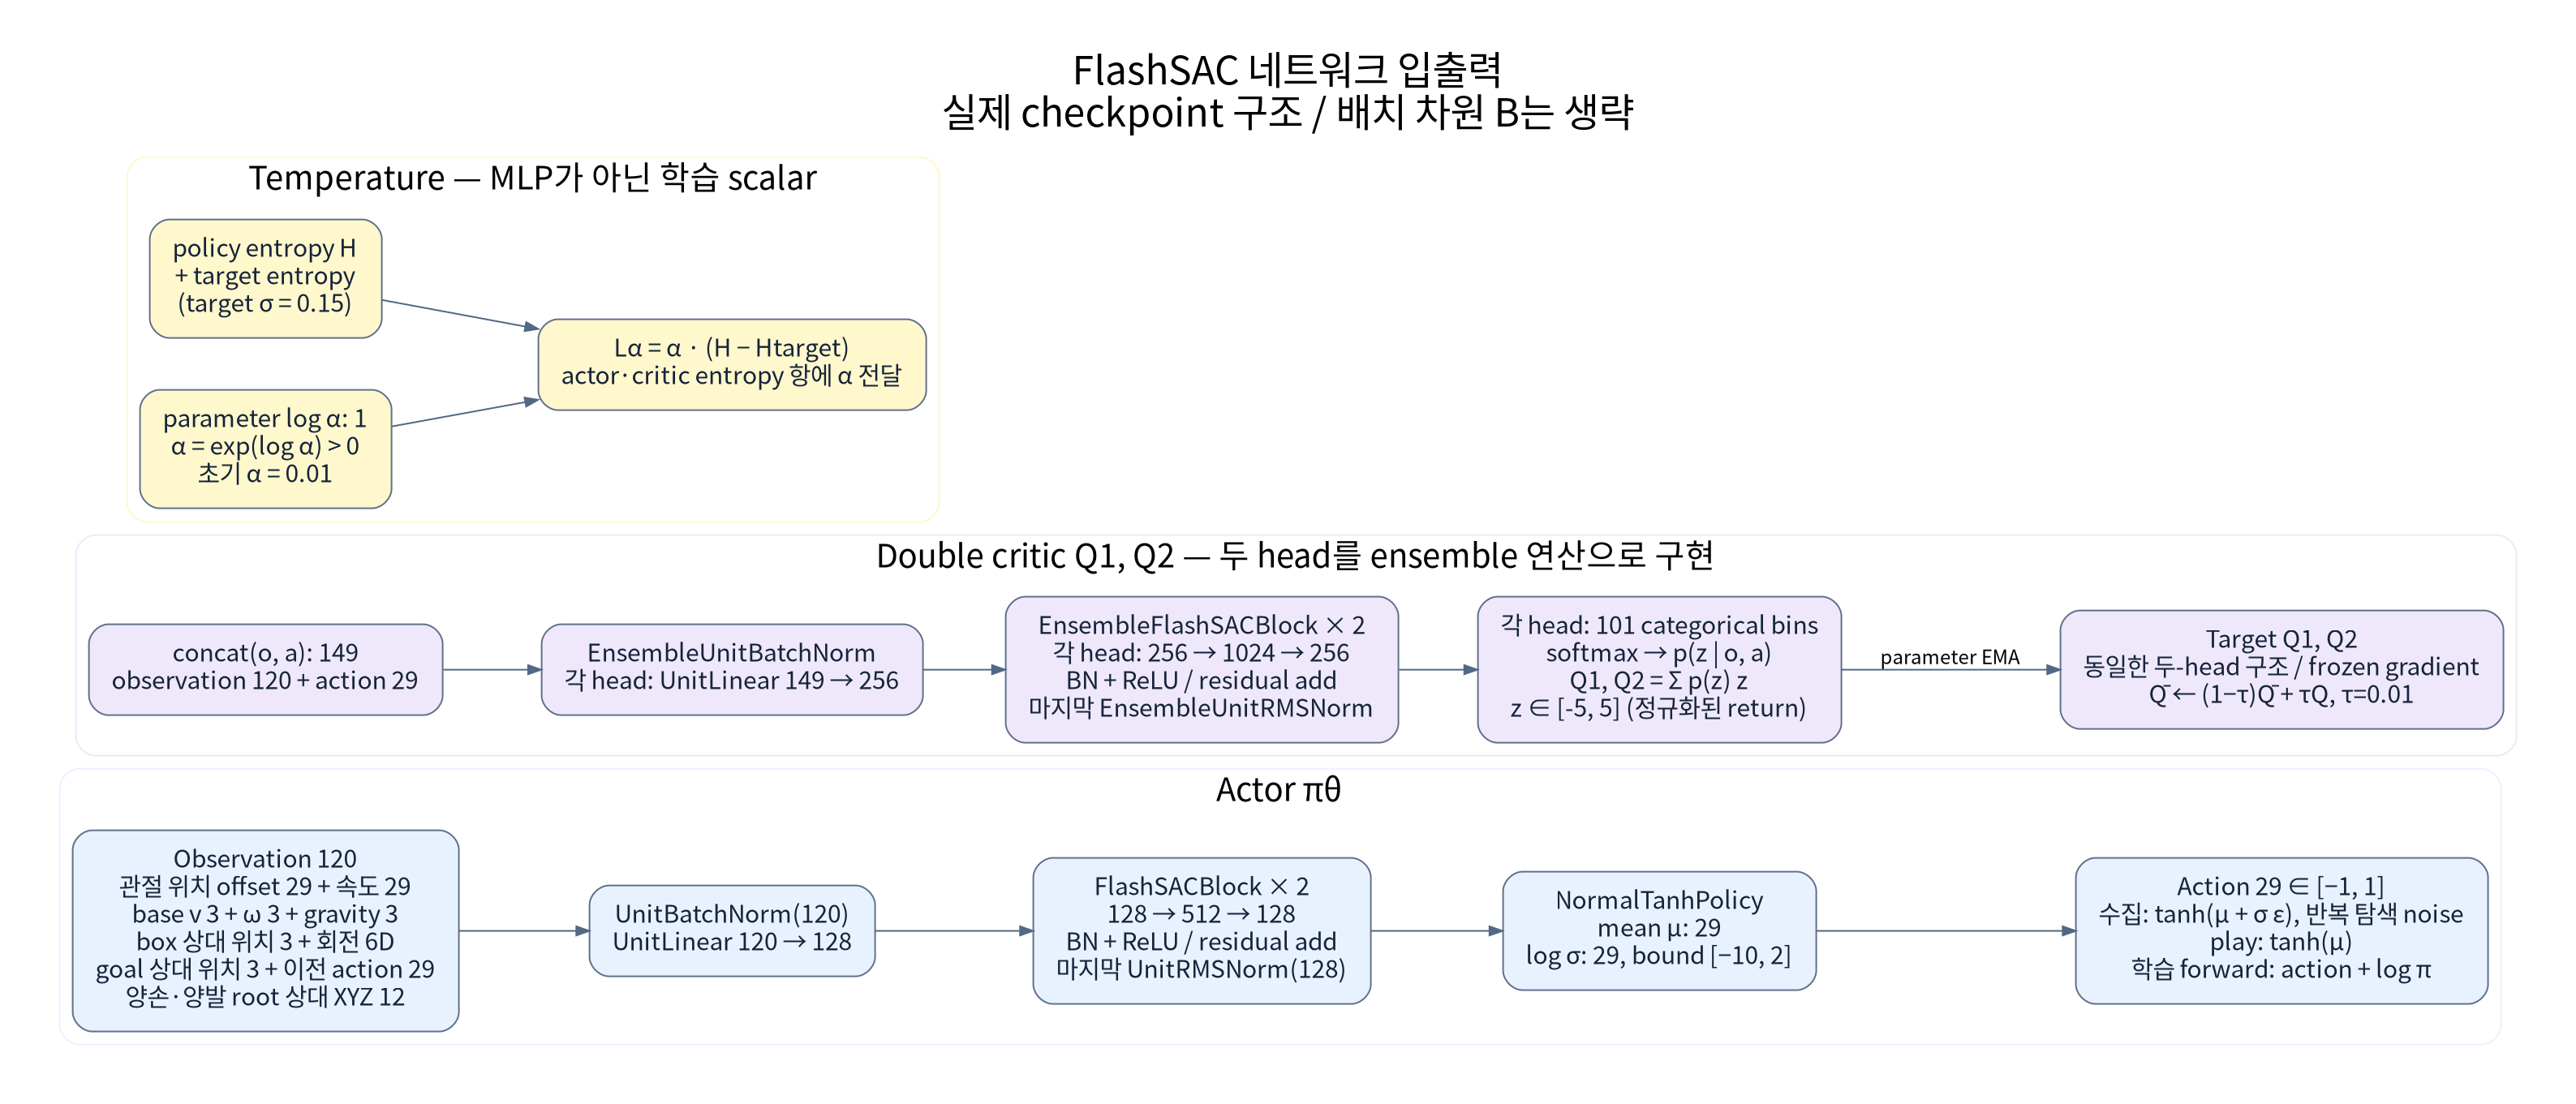 FlashSAC 네트워크 입출력
실제 checkpoint 구조 / 배치 차원 B는 생략
Temperature — MLP가 아닌 학습 scalar
policy entropy H
+ target entropy
(target σ = 0.15)
parameter log α: 1
α = exp(log α) > 0
초기 α = 0.01
Lα = α · (H − Htarget)
actor·critic entropy 항에 α 전달
Double critic Q1, Q2 — 두 head를 ensemble 연산으로 구현
concat(o, a): 149
observation 120 + action 29
EnsembleUnitBatchNorm
각 head: UnitLinear 149 → 256
EnsembleFlashSACBlock × 2
각 head: 256 → 1024 → 256
BN + ReLU / residual add
마지막 EnsembleUnitRMSNorm
각 head: 101 categorical bins
softmax → p(z | o, a)
Q1, Q2 = Σ p(z) z
z ∈ [-5, 5] (정규화된 return)
parameter EMA
Target Q1, Q2
동일한 두-head 구조 / frozen gradient
Q̄ ← (1−τ)Q̄ + τQ, τ=0.01
Actor πθ
Observation 120
관절 위치 offset 29 + 속도 29
base v 3 + ω 3 + gravity 3
box 상대 위치 3 + 회전 6D
goal 상대 위치 3 + 이전 action 29
양손·양발 root 상대 XYZ 12
UnitBatchNorm(120)
UnitLinear 120 → 128
FlashSACBlock × 2
128 → 512 → 128
BN + ReLU / residual add
마지막 UnitRMSNorm(128)
NormalTanhPolicy
mean μ: 29
log σ: 29, bound [−10, 2]
Action 29 ∈ [−1, 1]
수집: tanh(μ + σ ε), 반복 탐색 noise
play: tanh(μ)
학습 forward: action + log π